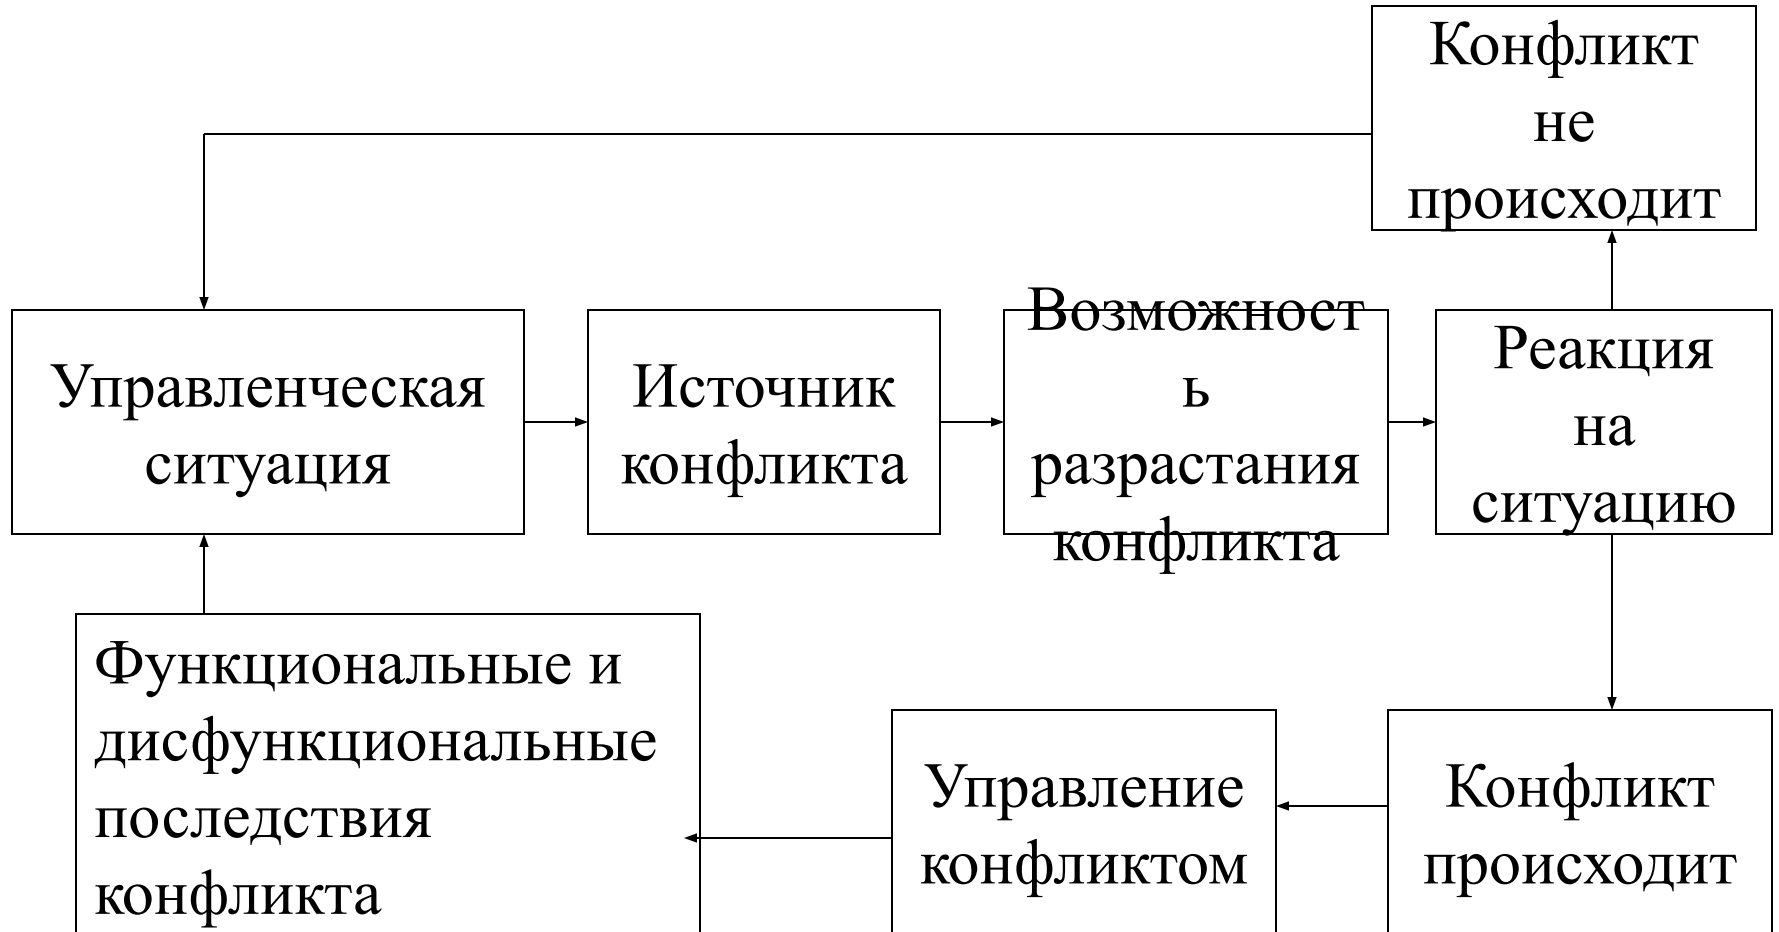 Конфликт
не
происходит
Управленческая
ситуация
Источник
конфликта
Возможност
ь
разрастания
конфликта
Реакция
на
ситуацию
Функциональные и
дисфункциональные
последствия
конфликта
Управление
конфликтом
Конфликт
происходит